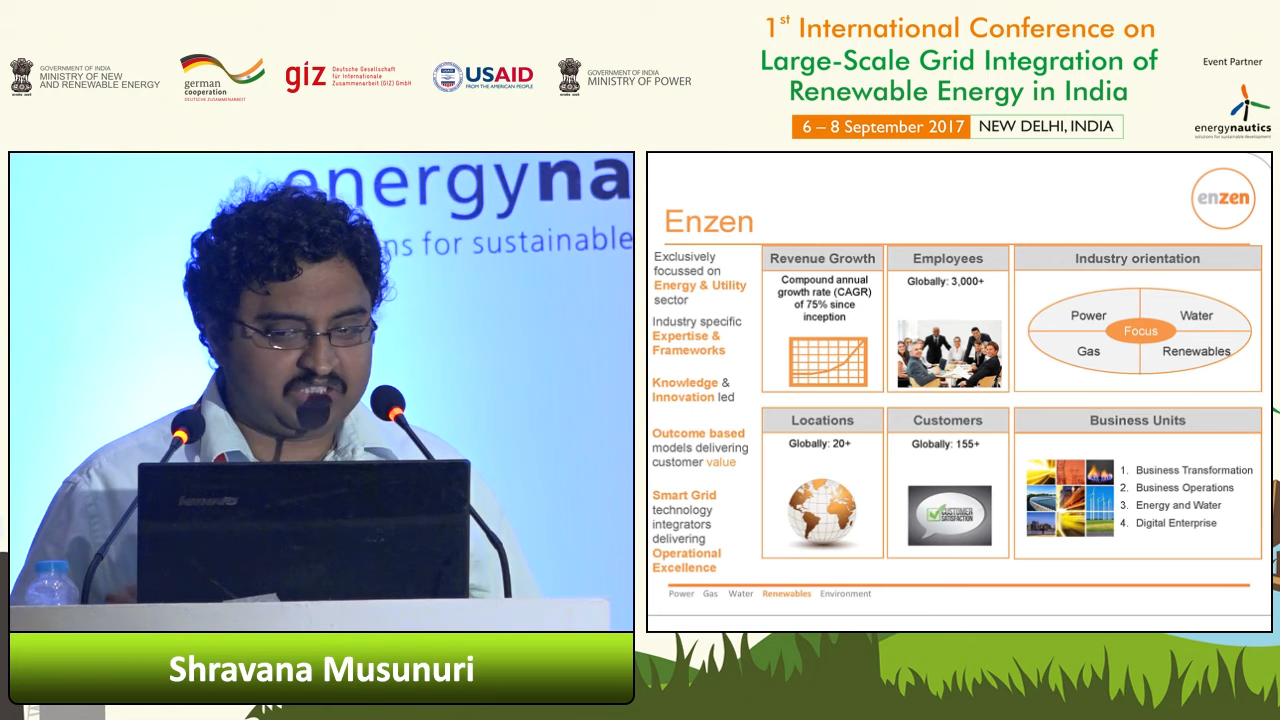 GOVERNMENT OF INDIA
MINISTRY OF NEW
AND RENEWABLE ENERGY
german
cooperation
DEUTSCHE ZUSAMMENARBEIT
giz
Deutsche Gesellschaft
für Internationale
Zusammenarbeit (GIZ) GmbH
USAID
FROM THE AMERICAN PEOPLE
GOVERNMENT OF INDIA
MINISTRY OF POWER
1st International Conference on
Large-Scale Grid Integration of
Renewable Energy in India
6 – 8 September 2017 NEW DELHI, INDIA
Event Partner
energynautics
solutions for sustainable development
energyna
ns for sustainable
lenovo
Shravana Musunuri
enzen
Enzen
Exclusively
focussed on
Energy & Utility
sector
Industry specific
Expertise &
Frameworks
Knowledge &
Innovation led
Outcome based
models delivering
customer value
Smart Grid
technology
integrators
delivering
Operational
Excellence
Revenue Growth
Compound annual
growth rate (CAGR)
of 75% since
inception
Employees
Globally: 3,000+
Industry orientation
Power Water
Focus
Gas Renewables
Locations
Globally: 20+
Customers
Globally: 155+
CUSTOMER
SATISFACTION
Business Units
1. Business Transformation
2. Business Operations
3. Energy and Water
4. Digital Enterprise
Power Gas Water Renewables Environment